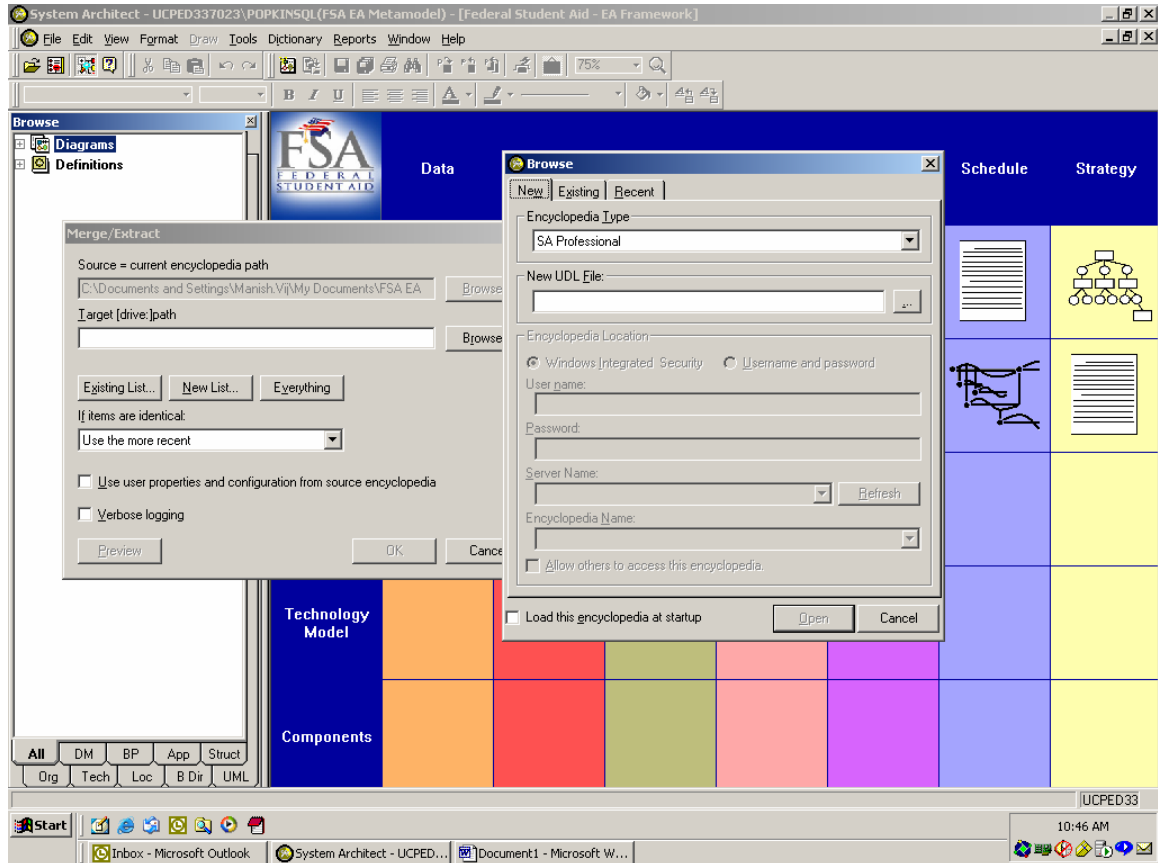 System Architect - UCPED337023\POPKINSQL(FSA EA Metamodel) - [Federal Student Aid - EA Framework]
File Edit View Format Draw Tools Dictionary Reports Window Help
75%
B I U A
Browse
Diagrams
Definitions
FSA
FEDERAL
STUDENT AID
Data
Schedule
Strategy
Technology
Model
Components
Merge/Extract
Source = current encyclopedia path
C:\Documents and Settings\Manish.Vij\My Documents\FSA EA
Browse
Target [drive:]path
Browse
Existing List...
New List...
Everything
If items are identical:
Use the more recent
Use user properties and configuration from source encyclopedia
Verbose logging
Preview
OK
Cance
Browse
New
Existing
Recent
Encyclopedia Type
SA Professional
New UDL File:
...
Encyclopedia Location
Windows Integrated Security
Username and password
User name:
Password:
Server Name:
Refresh
Encyclopedia Name:
Allow others to access this encyclopedia.
Load this encyclopedia at startup
Open
Cancel
All DM BP App Struct
Org Tech Loc B Dir UML
UCPED33
Start
10:46 AM
Inbox - Microsoft Outlook
System Architect - UCPED...
Document1 - Microsoft W...